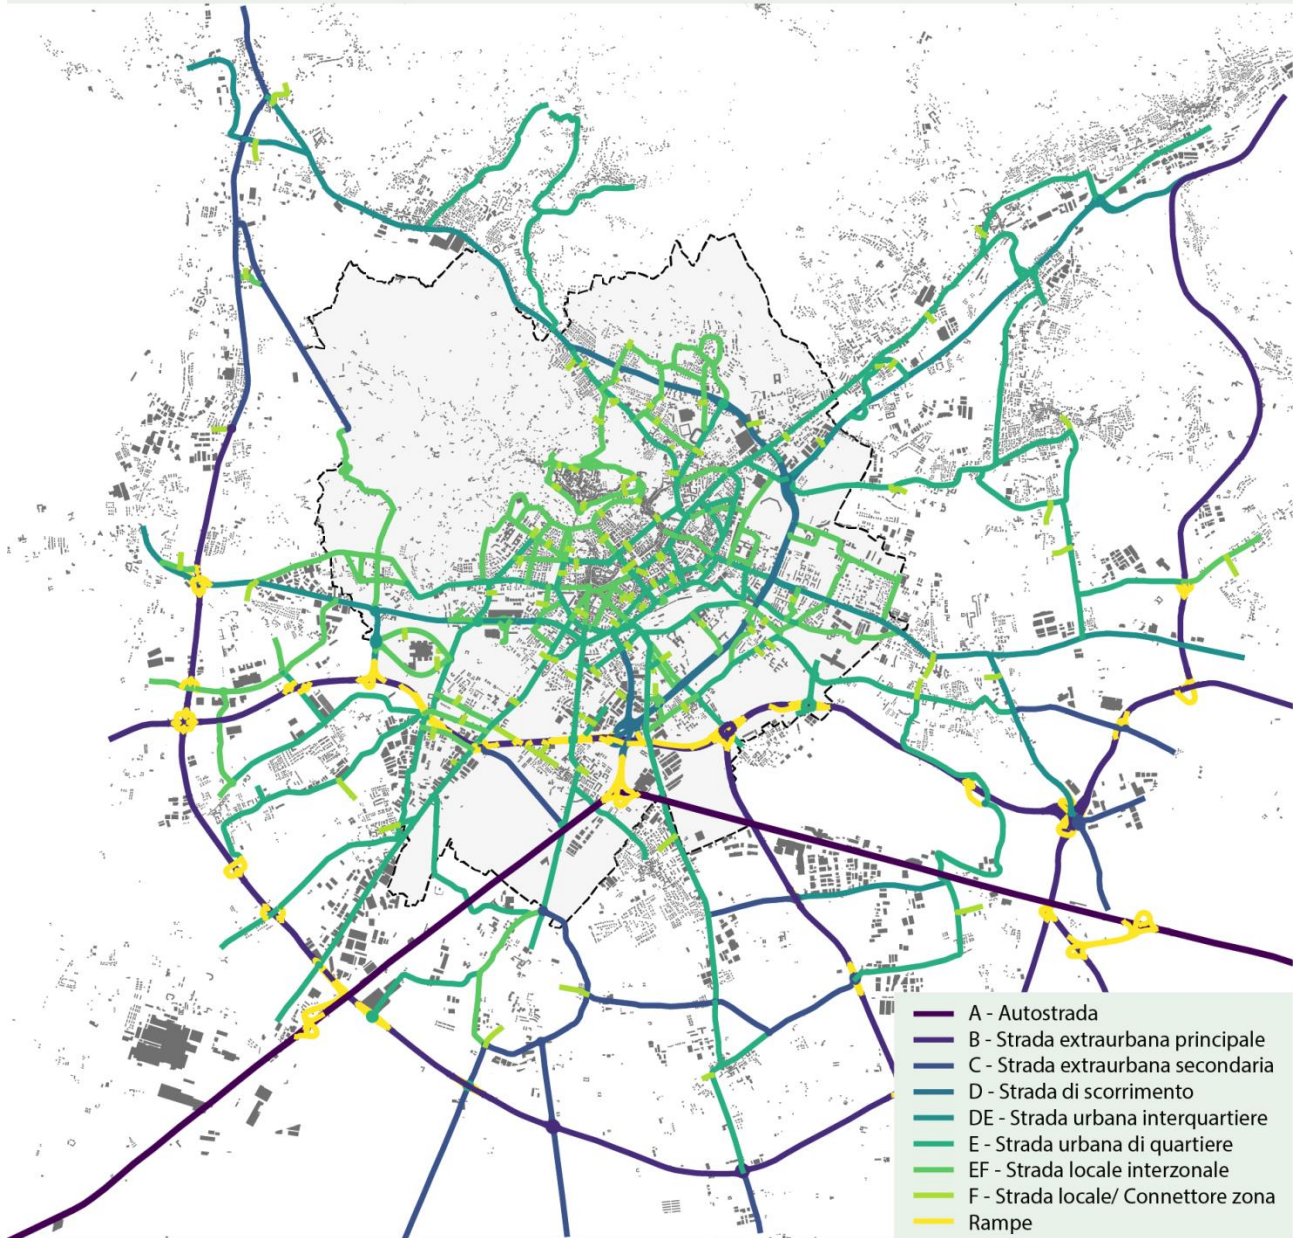 A - Autostrada
B - Strada extraurbana principale
C - Strada extraurbana secondaria
D - Strada di scorrimento
DE - Strada urbana interquartiere
E - Strada urbana di quartiere
EF - Strada locale interzonale
F - Strada locale/ Connettore zona
Rampe